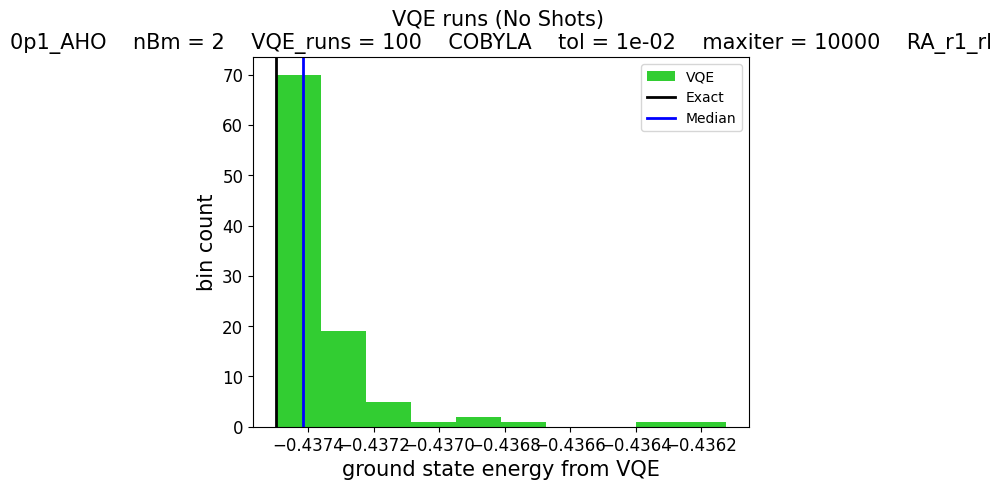 VQE runs (No Shots)
0p1_AHO nBm = 2 VQE_runs = 100 COBYLA tol = 1e-02 maxiter = 10000 RA_r1_rl
VQE
Exact
Median
bin count
70
60
50
40
30
20
10
0
−0.4374 −0.4372 −0.4370 −0.4368 −0.4366 −0.4364 −0.4362
ground state energy from VQE